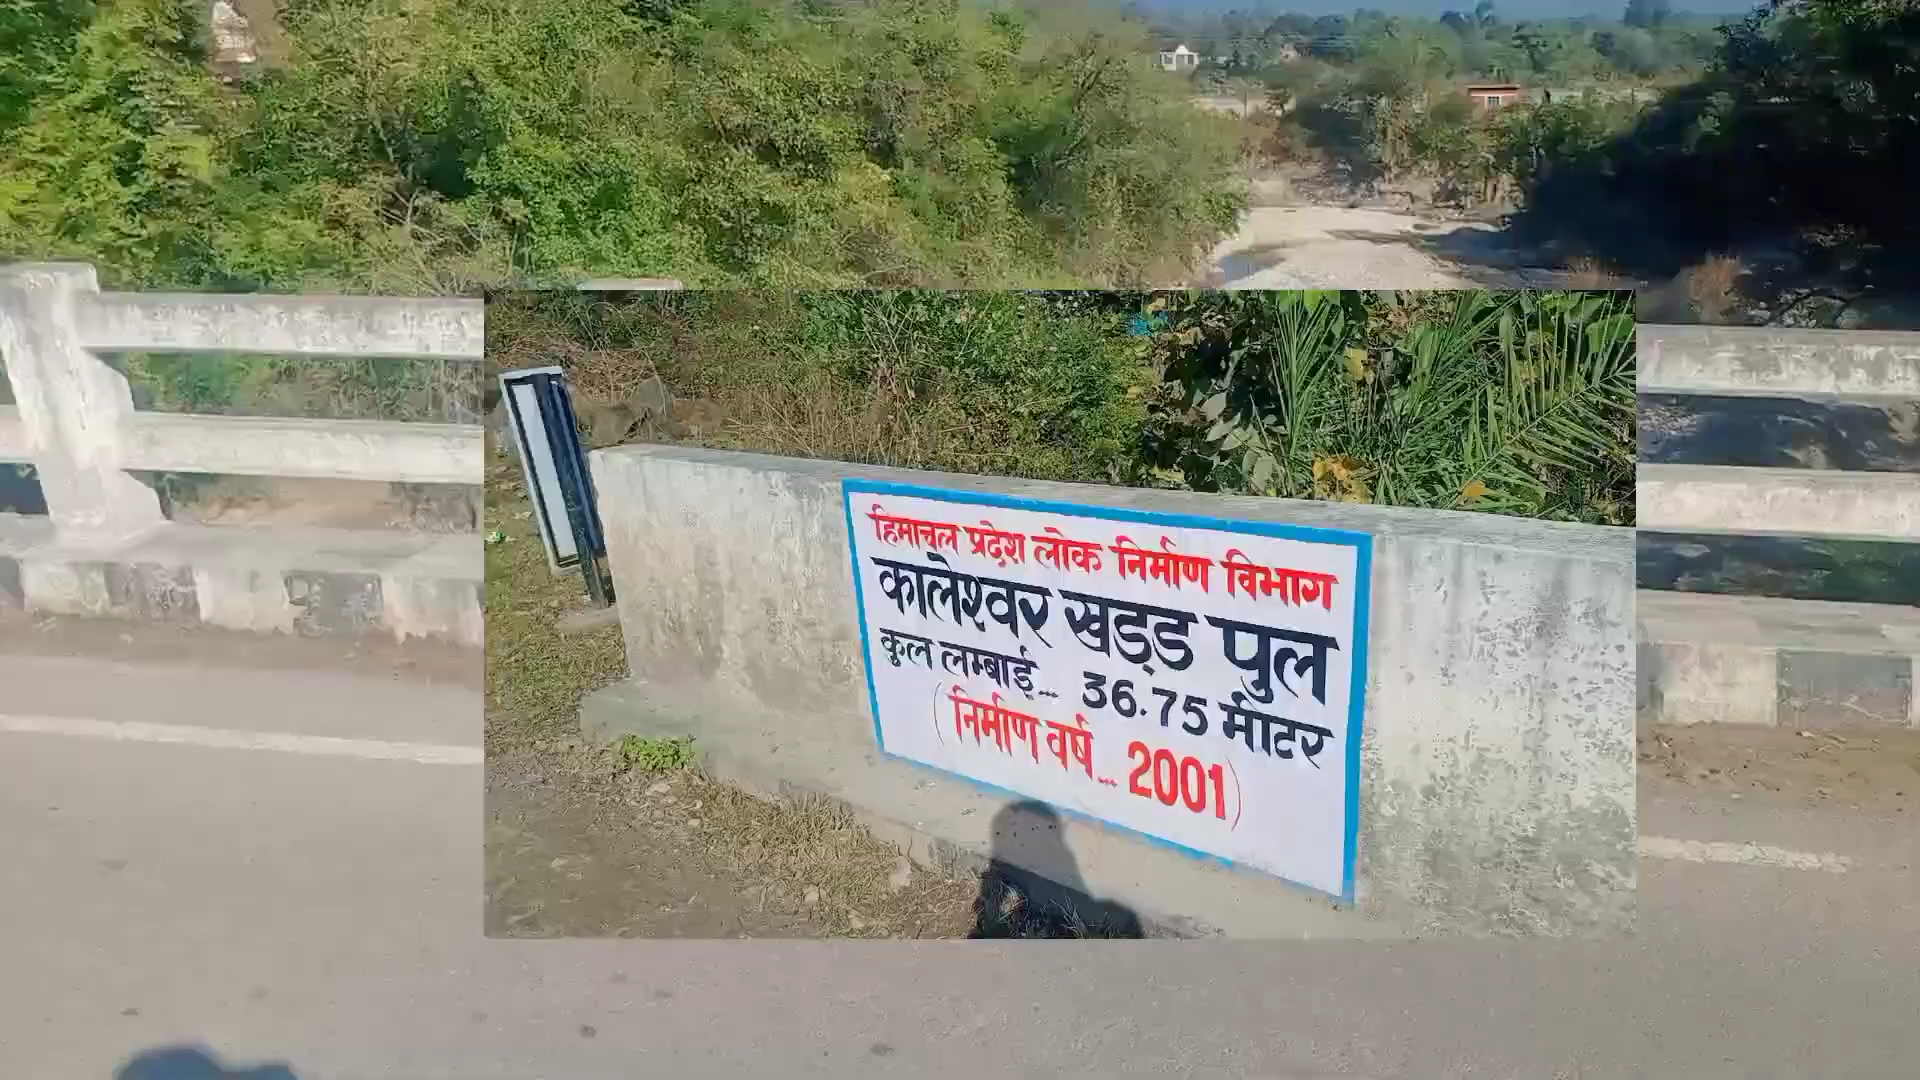 हिमाचल प्रदेश लोक निर्माण विभाग
कालेश्वर खड्ड पुल
कुल लम्बाई... 36.75 मीटर
(निर्माण वर्ष... 2001)